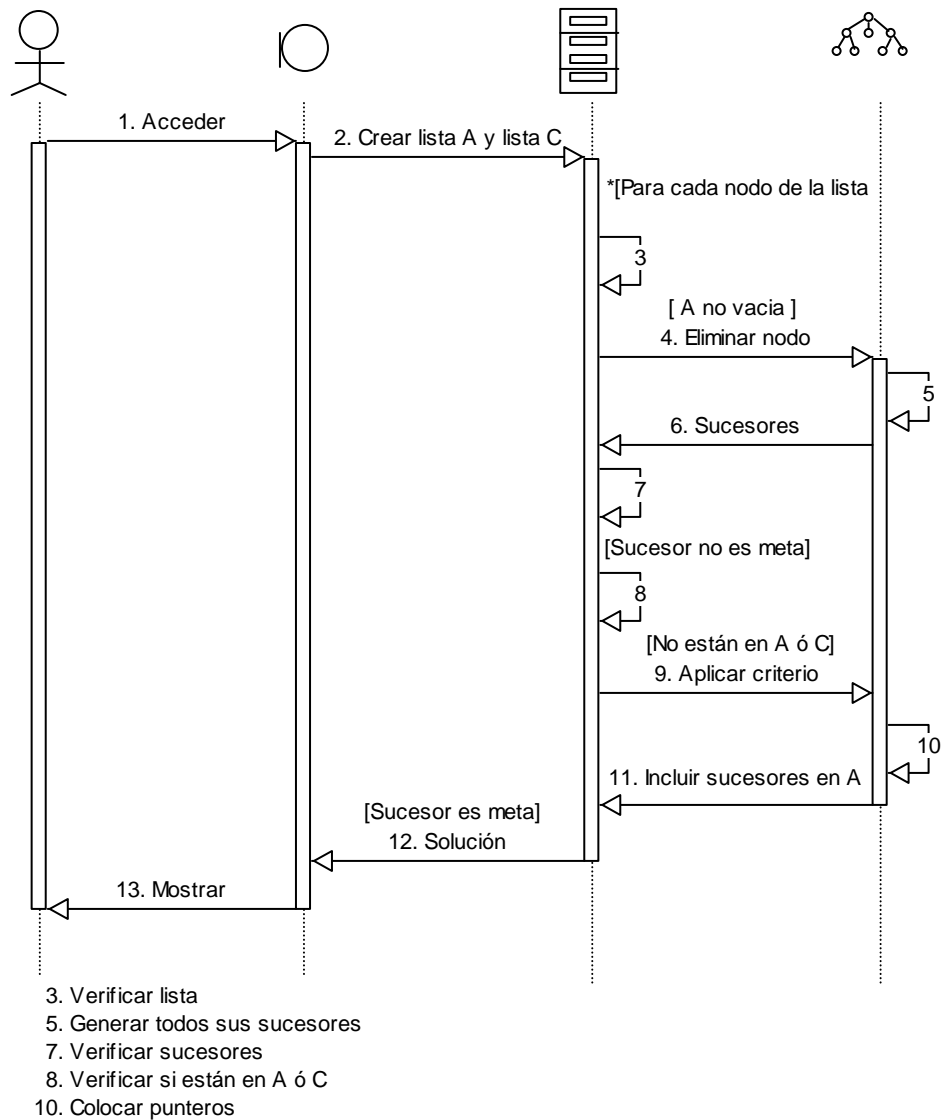 1. Acceder
2. Crear lista A y lista C
*[Para cada nodo de la lista
3
[ A no vacia ]
4. Eliminar nodo
5
6. Sucesores
7
[Sucesor no es meta]
8
[No están en A ó C]
9. Aplicar criterio
10
11. Incluir sucesores en A
[Sucesor es meta]
12. Solución
13. Mostrar
3. Verificar lista
5. Generar todos sus sucesores
7. Verificar sucesores
8. Verificar si están en A ó C
10. Colocar punteros